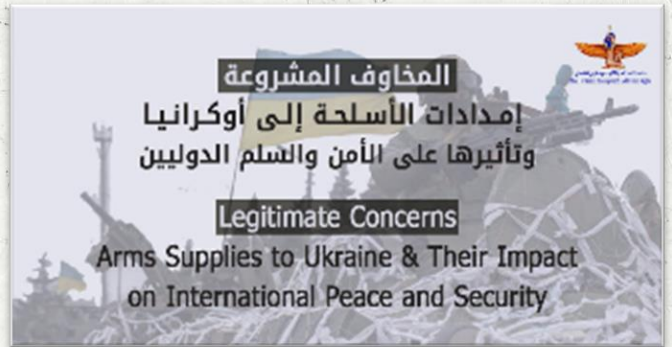 المخاوف المشروعة
إمدادات الأسلحة إلى أوكرانيا
وتأثيرها على الأمن والسلم الدوليين
Legitimate Concerns
Arms Supplies to Ukraine & Their Impact
on International Peace and Security